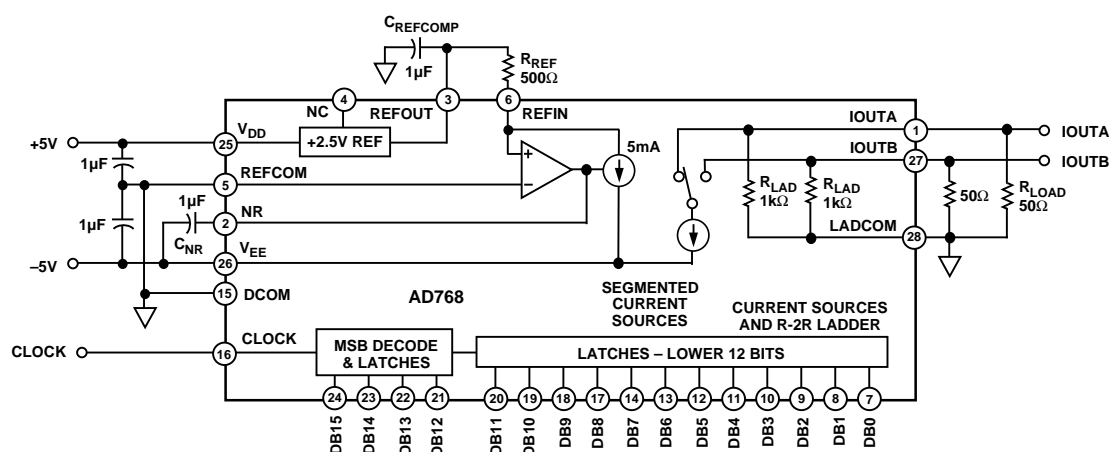 CREFCOMP
1µF
RREF
500Ω
4
3
6
1
NC
REFOUT
REFIN
IOUTA
IOUTA
+5V
VDD
25
+2.5V REF
5mA
IOUTB
27
IOUTB
1µF
5
REFCOM
+
–
RLAD
1kΩ
RLAD
1kΩ
50Ω
RLOAD
50Ω
1µF
1µF
2
NR
CNR
LADCOM
28
–5V
VEE
26
15
DCOM
AD768
SEGMENTED
CURRENT
SOURCES
CURRENT SOURCES
AND R-2R LADDER
CLOCK
16
CLOCK
MSB DECODE
& LATCHES
LATCHES – LOWER 12 BITS
24 23 22 21 20 19 18 17 14 13 12 11 10 9 8 7
DB15 DB14 DB13 DB12 DB11 DB10 DB9 DB8 DB7 DB6 DB5 DB4 DB3 DB2 DB1 DB0